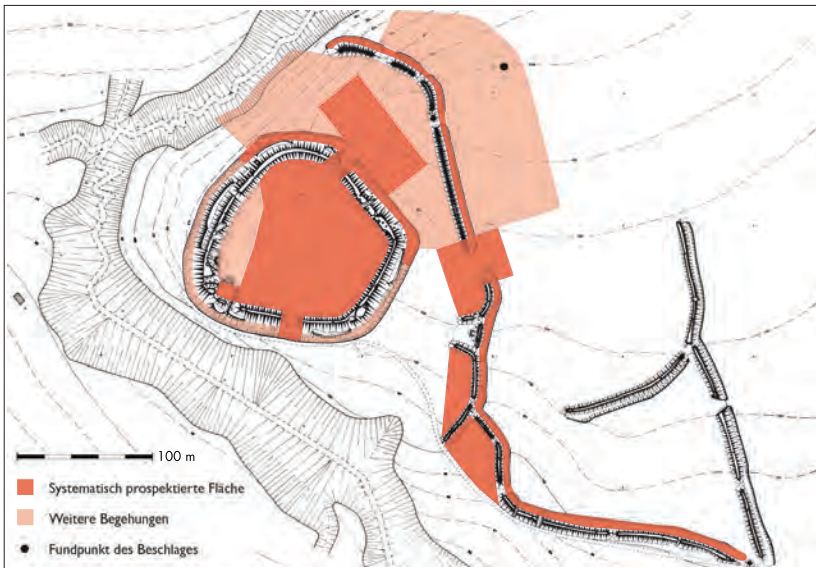 100 m
Systematisch prospektierte Fläche
Weitere Begehungen
Fundpunkt des Beschlages